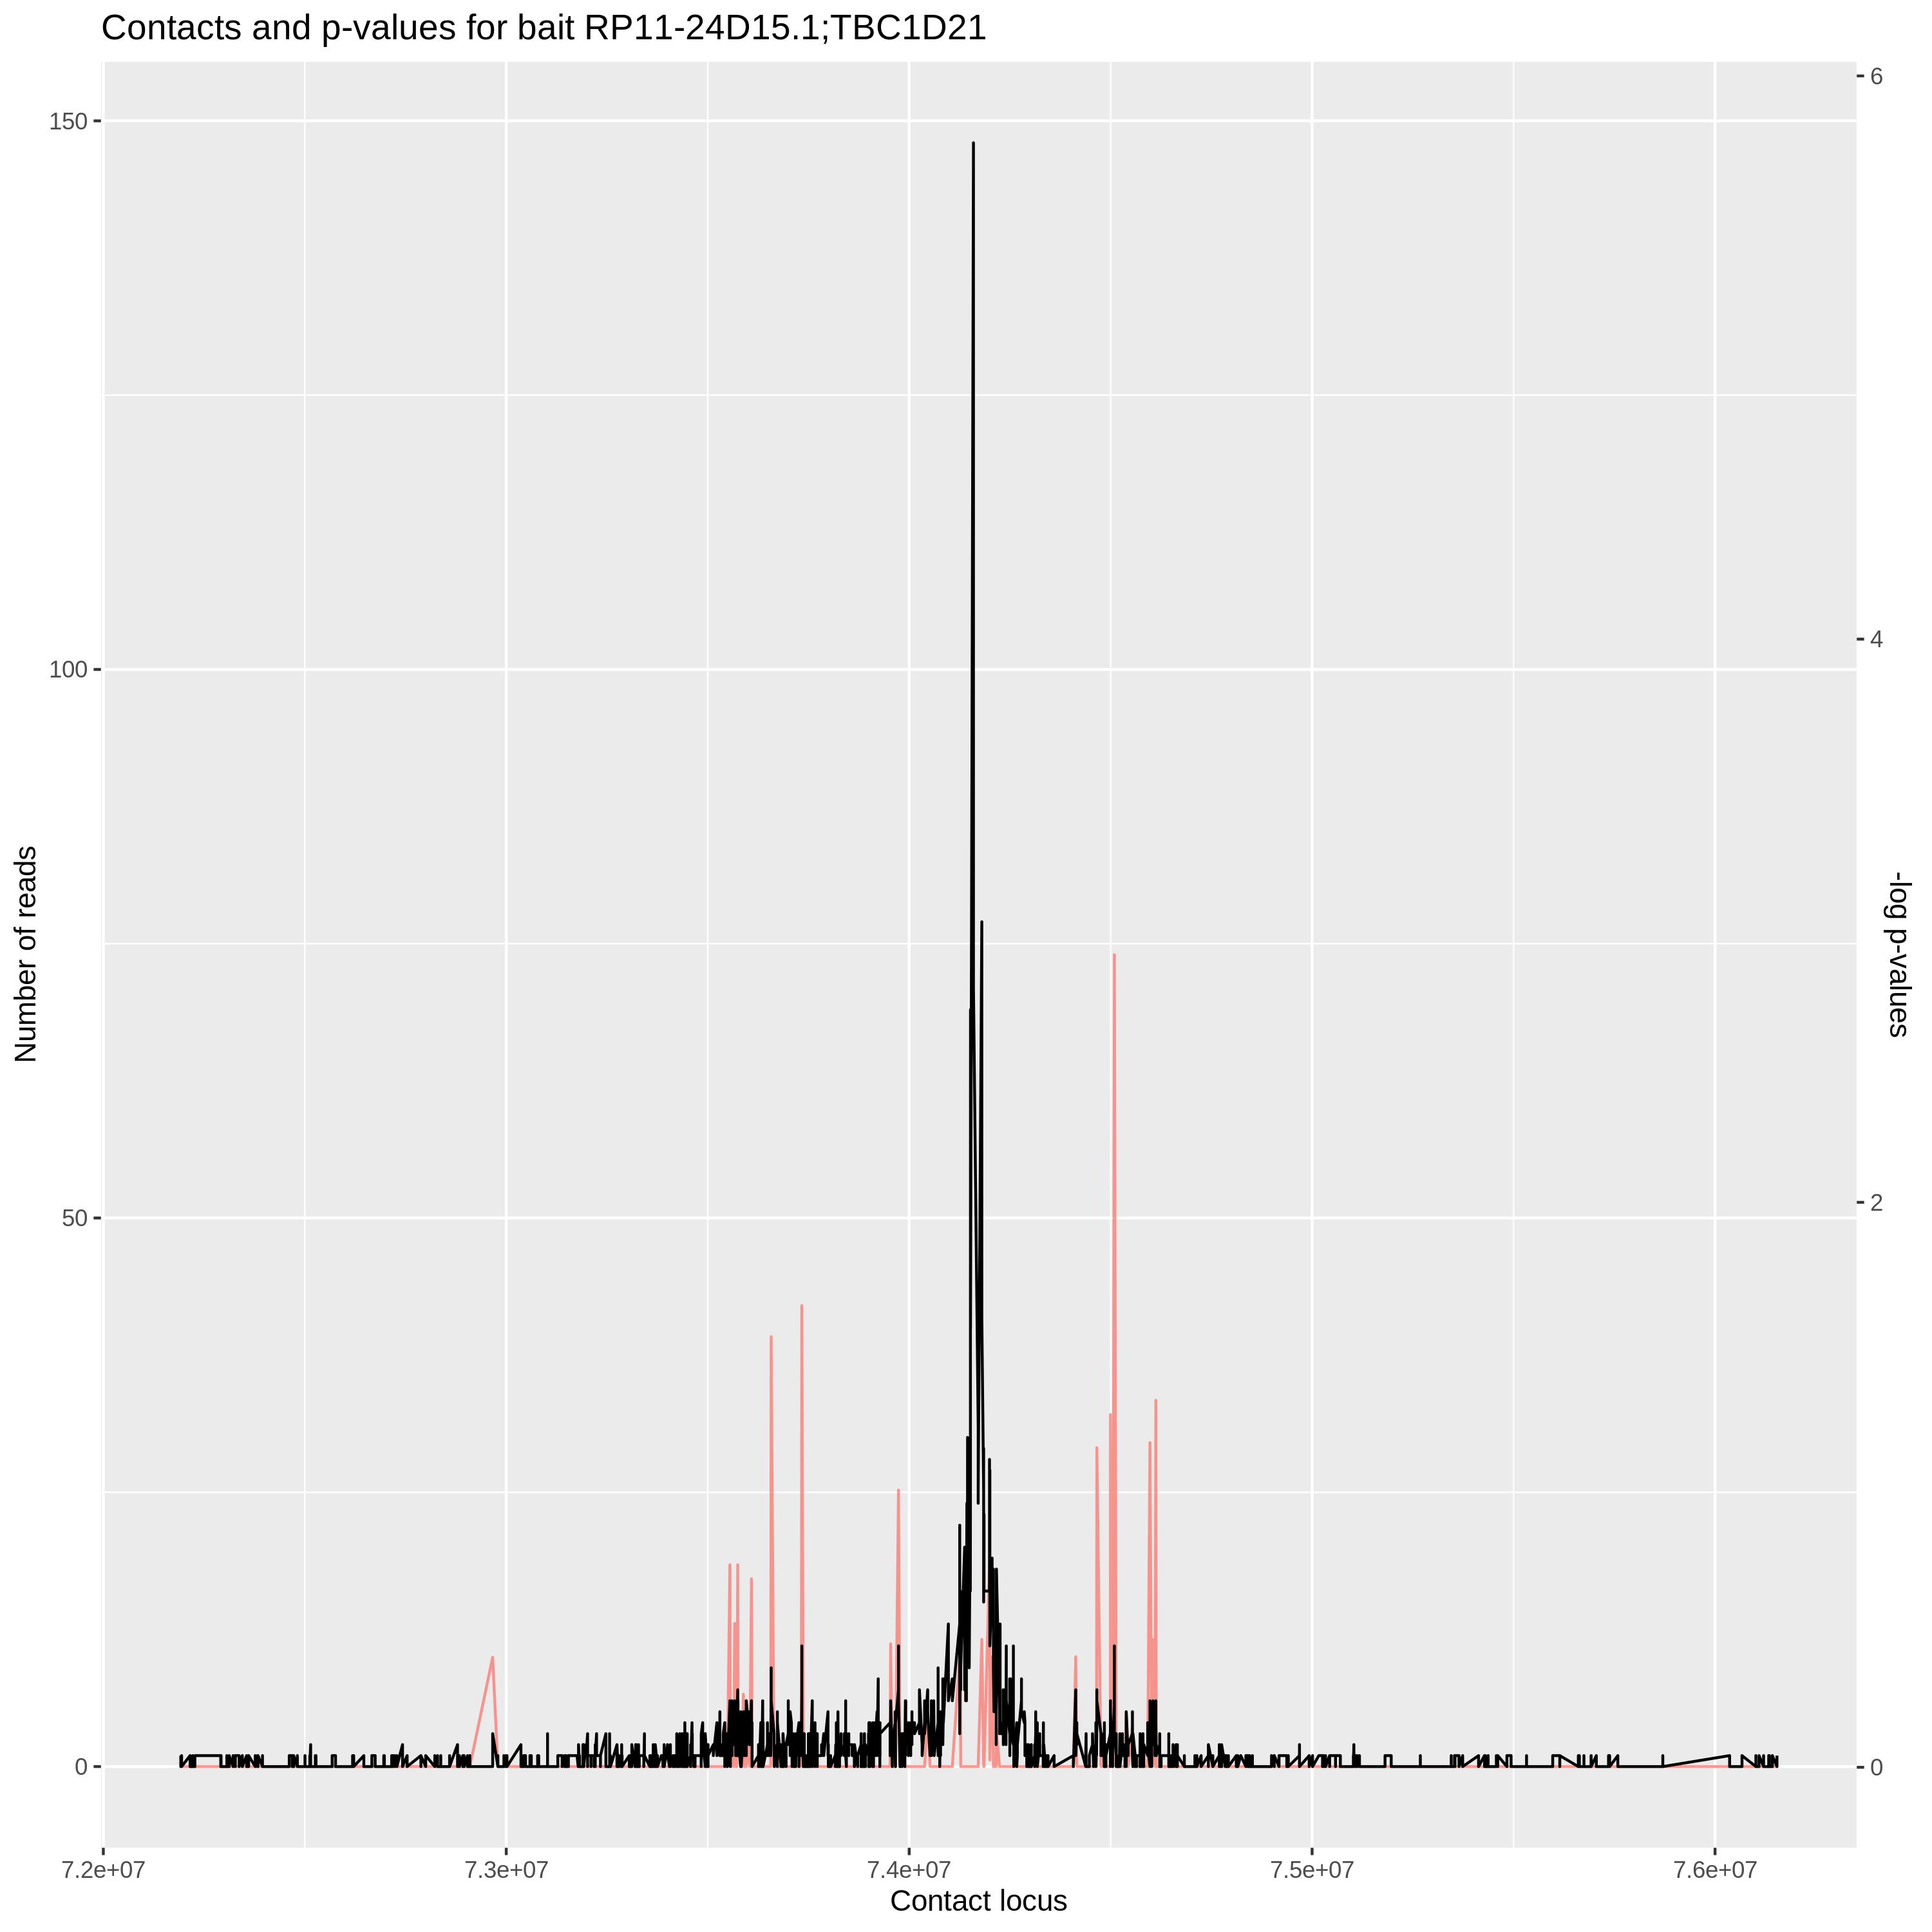 Contacts and p-values for bait RP11-24D15.1;TBC1D21
150
100
50
0
Number of reads
6
4
2
0
-log p-values
7.2e+07
7.3e+07
7.4e+07
7.5e+07
7.6e+07
Contact locus